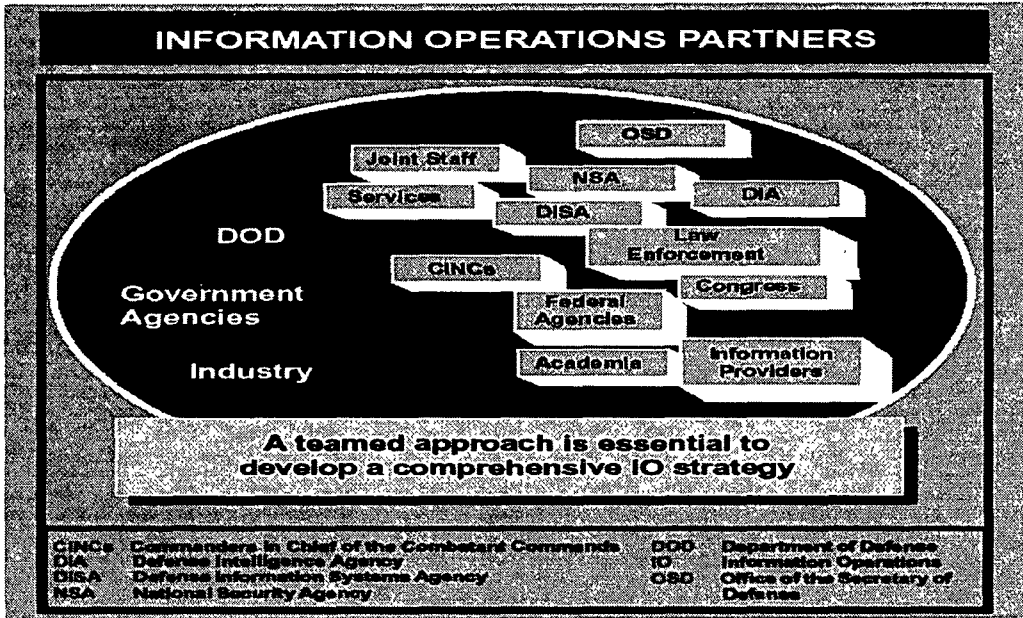 INFORMATION OPERATIONS PARTNERS
OSD
Joint Staff
NSA
DIA
Services
DISA
DOD
Law
Enforcement
CINCs
Congress
Government
Agencies
Federal
Agencies
Industry
Academia
Information
Providers
A teamed approach is essential to
develop a comprehensive IO strategy
CINCs Commanders in Chief of the Combatant Commands
DIA Defense Intelligence Agency
DISA Defense Information Systems Agency
NSA National Security Agency
DOD Department of Defense
IO Information Operations
OSD Office of the Secretary of
Defense